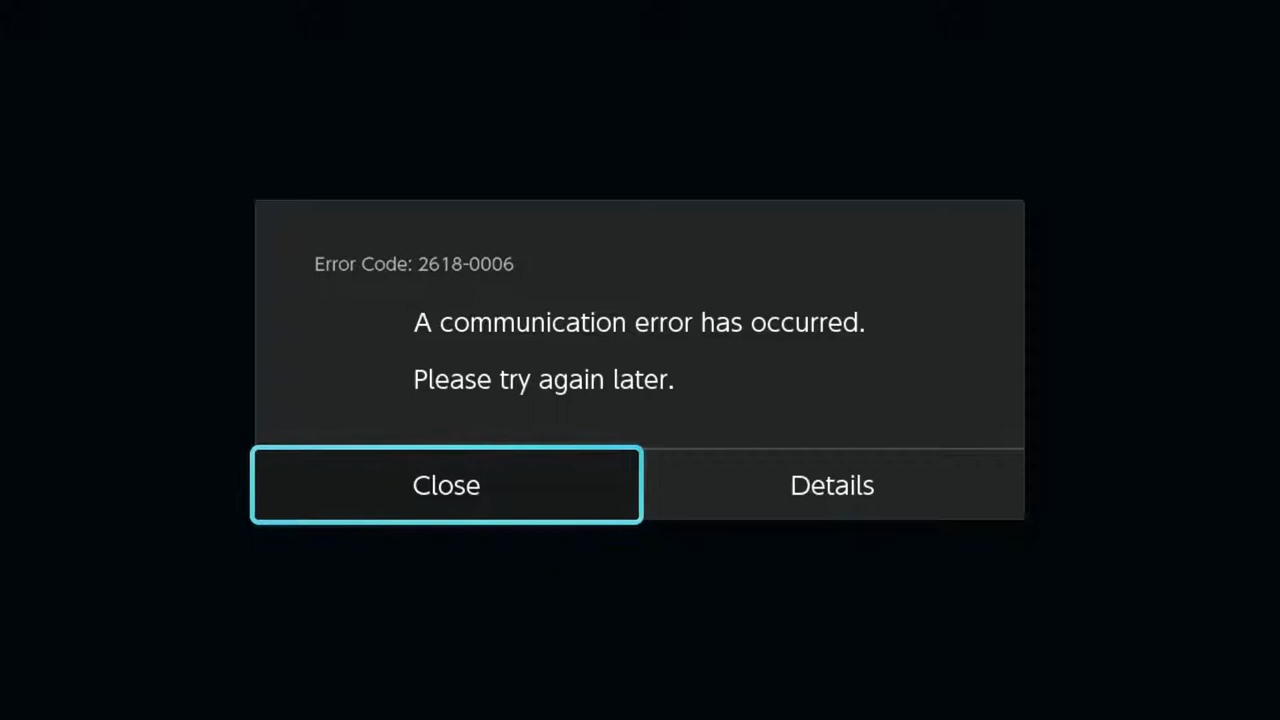 Error Code: 2618-0006
A communication error has occurred.
Please try again later.
Close
Details